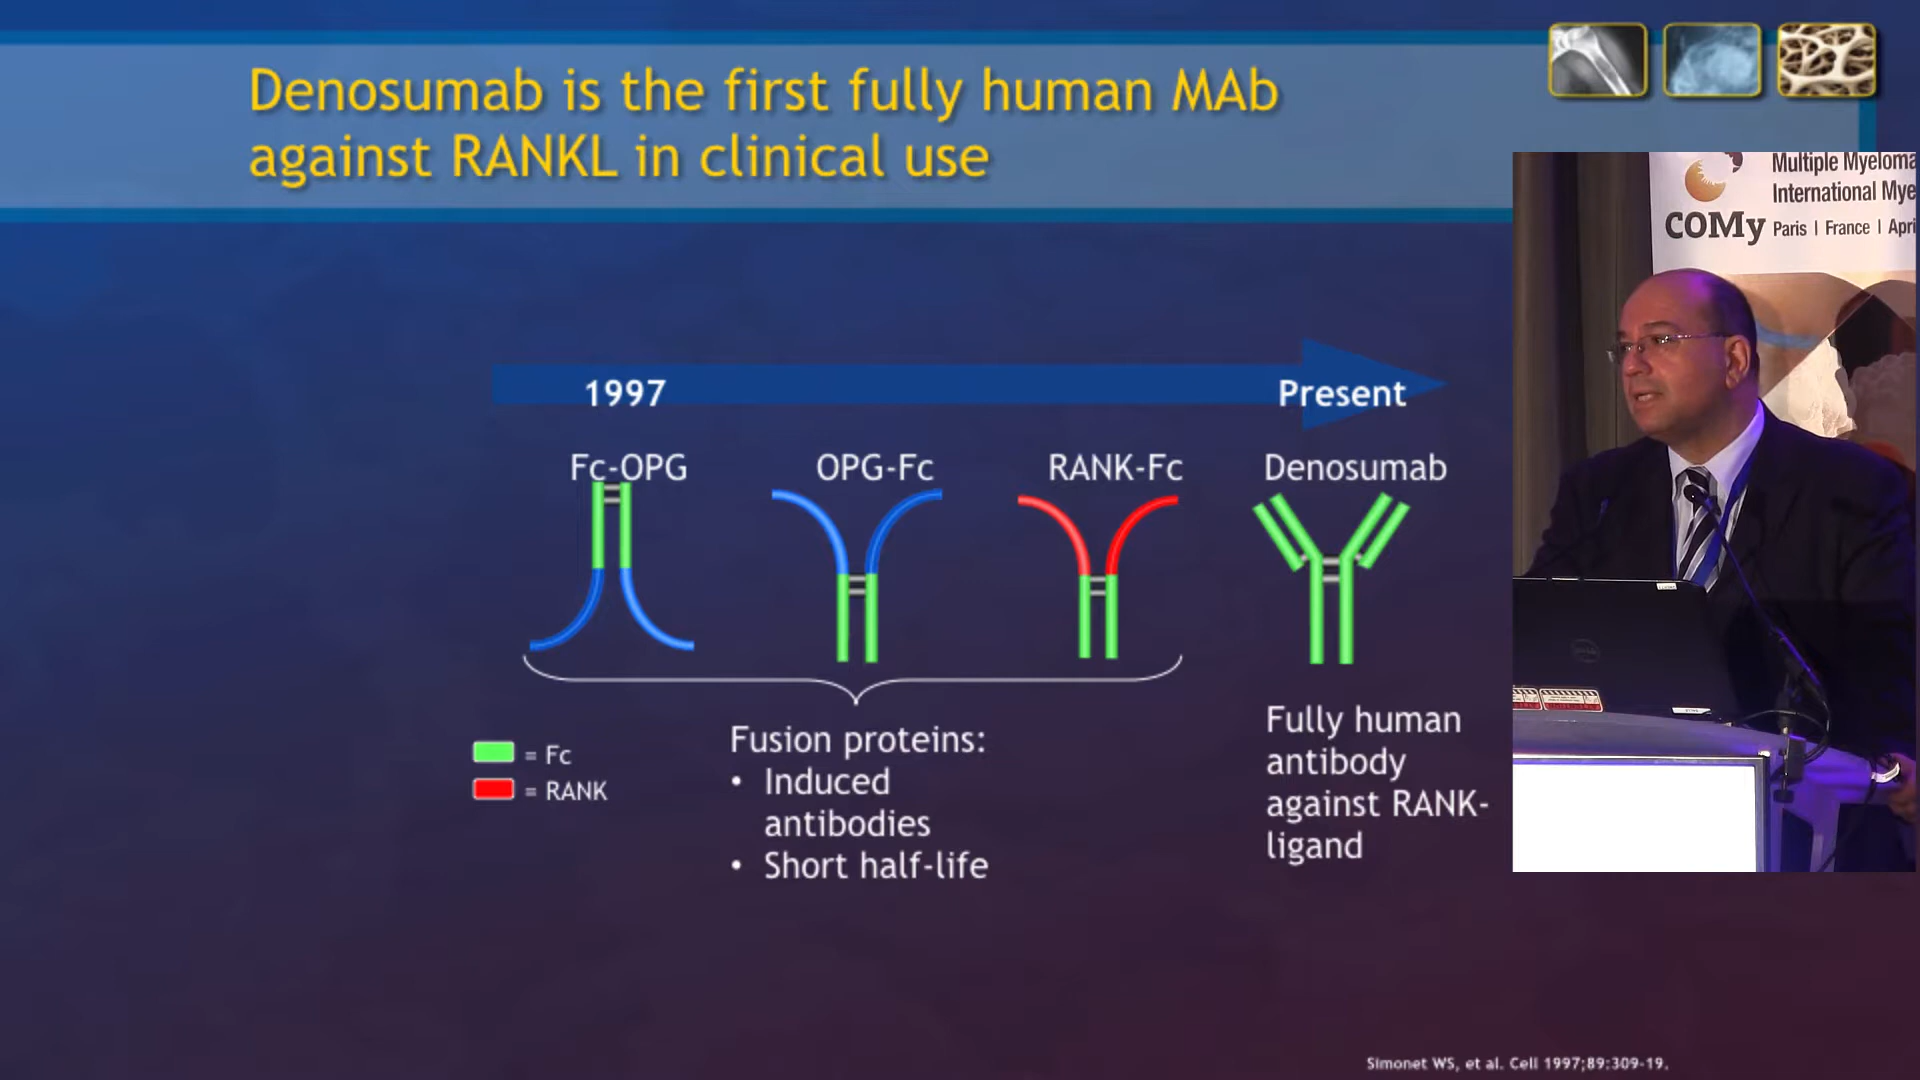 Denosumab is the first fully human MAb
against RANKL in clinical use
Multiple Myeloma
International Mye
COMy Paris | France | Apri
1997
Present
Fc-OPG
OPG-Fc
RANK-Fc
Denosumab
= Fc
= RANK
Fusion proteins:
• Induced
antibodies
• Short half-life
Fully human
antibody
against RANK-
ligand
Simonet WS, et al. Cell 1997;89:309-19.